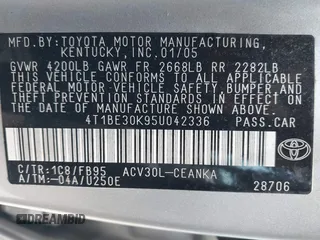 MFD.BY: TOYOTA MOTOR MANUFACTURING,
KENTUCKY, INC. 01/05
GVWR 4200LB GAWR FR 2668LB RR 2282LB
THIS VEHICLE CONFORMS TO ALL APPLICABLE
FEDERAL MOTOR VEHICLE SAFETY,
BUMPER, AND THEFT PREVENTION
STANDARDS IN EFFECT ON THE DATE OF
MANUFACTURE SHOWN ABOVE.
4T1BE30K95U042336 PASS.CAR
C/TR:1C8/FB95 ACV30L-CEANKA
A/TM:-04A/U250E
TOYOTA
28706
DREAMBID